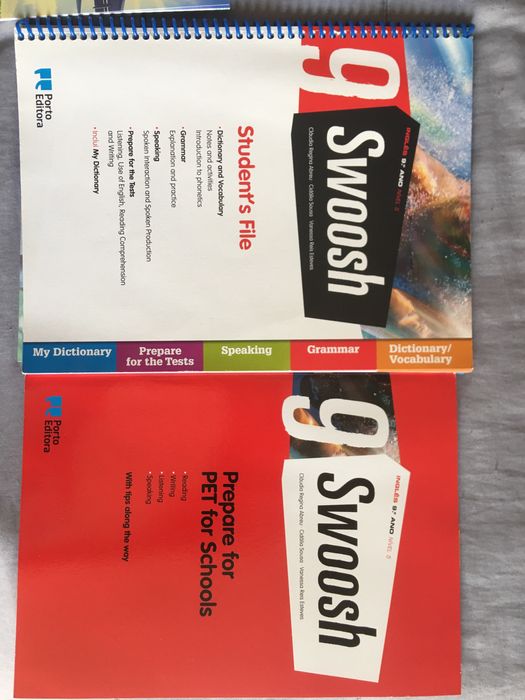 INGLÊS 9.º ANO NÍVEL 5
9
Swoosh
Cláudia Regina Abreu Cidália Sousa Vanessa Reis Esteves
Student's File
• Dictionary and Vocabulary
Notes and activities
Introduction to phonetics
• Grammar
Explanation and practice
• Speaking
Spoken Interaction and Spoken Production
• Prepare for the Tests
Listening, Use of English, Reading Comprehension
and Writing
• Inclui My Dictionary
Porto
Editora
Dictionary/
Vocabulary
Grammar
Speaking
Prepare
for the Tests
My Dictionary
INGLÊS 9.º ANO NÍVEL 5
9
Swoosh
Cláudia Regina Abreu Cidália Sousa Vanessa Reis Esteves
Prepare for
PET for Schools
• Reading
• Writing
• Listening
• Speaking
With tips along the way
Porto
Editora